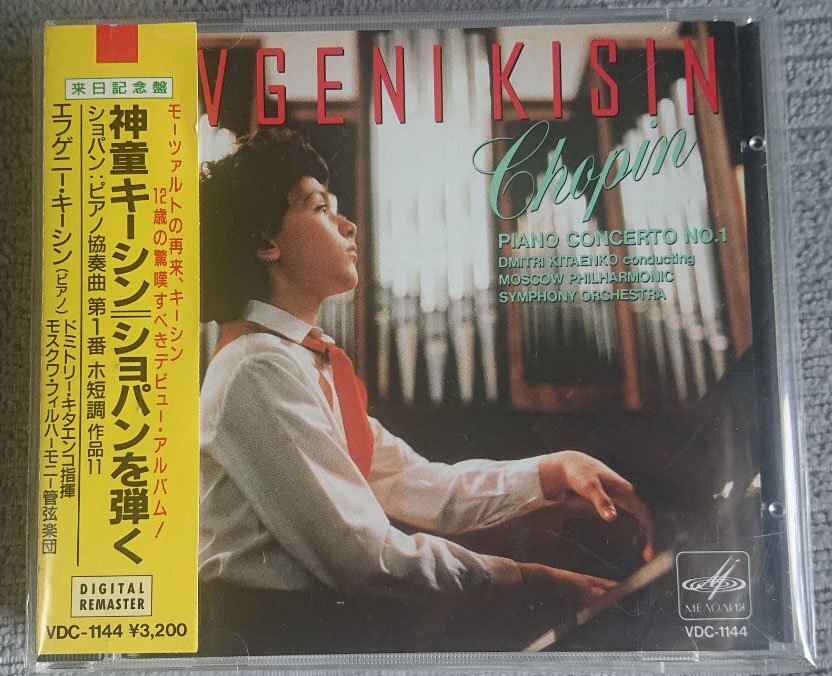 来日記念盤
モーツァルトの再来、キーシン
12歳の驚嘆すべきデビュー・アルバム！
神童キーシン=ショパンを弾く
ショパン:ピアノ協奏曲 第1番 ホ短調 作品11
エフゲニー・キーシン(ピアノ)
ドミトリー・キタエンコ指揮
モスクワ・フィルハーモニー管弦楽団
DIGITAL
REMASTER
VDC-1144 ¥3,200
VGENI KISIN
Chopin
PIANO CONCERTO NO.1
DMITRI KITAENKO conducting
MOSCOW PHILHARMONIC
SYMPHONY ORCHESTRA
МЕЛОДИЯ
VDC-1144